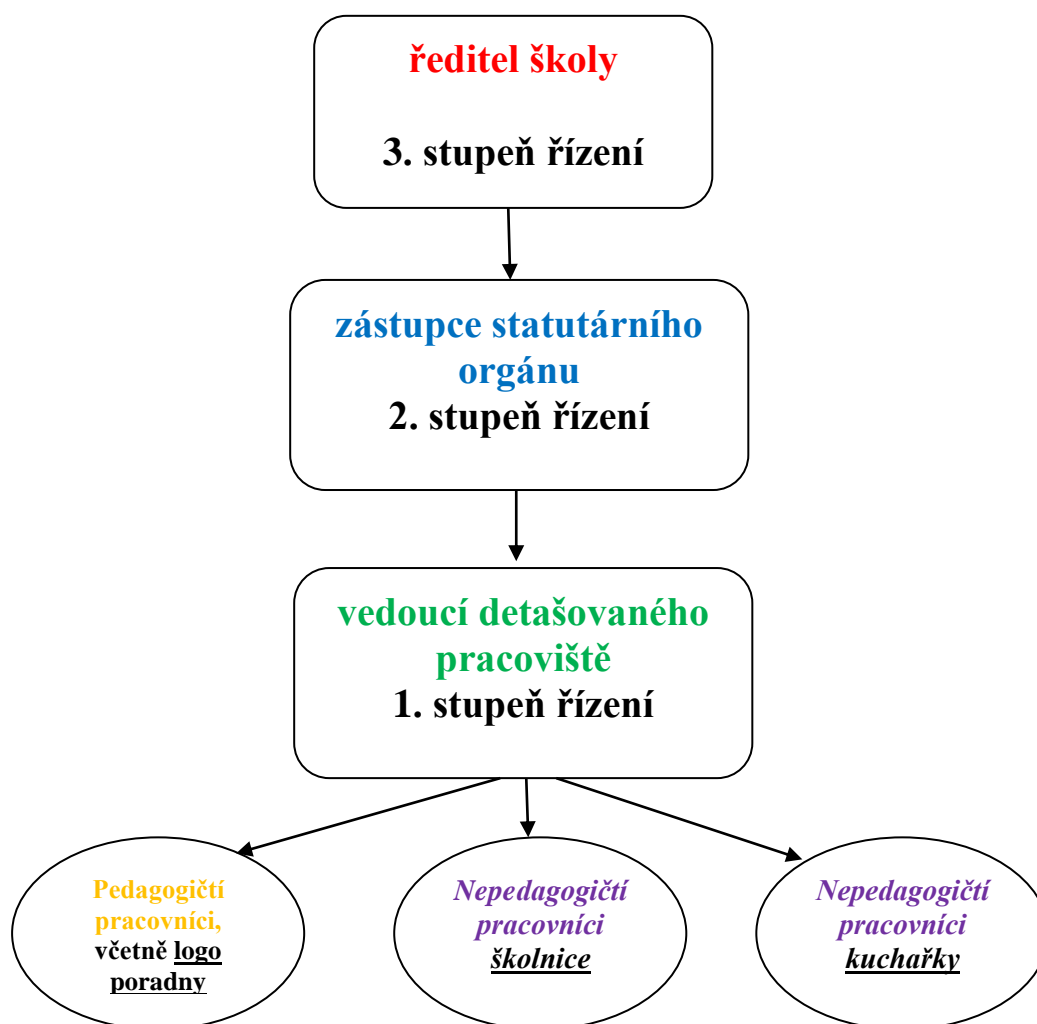 ředitel školy
3. stupeň řízení
zástupce statutárního
orgánu
2. stupeň řízení
vedoucí detašovaného
pracoviště
1. stupeň řízení
Pedagogičtí
pracovníci,
včetně logo
poradny
Nepedagogičtí
pracovníci
školnice
Nepedagogičtí
pracovníci
kuchařky